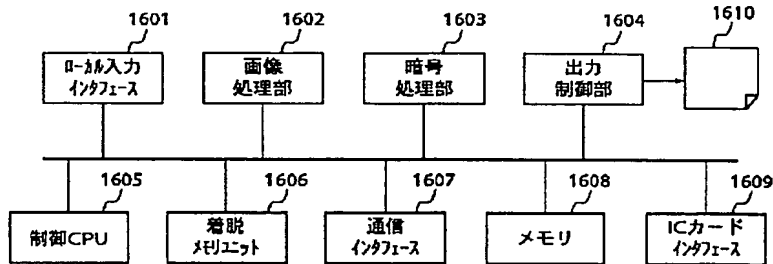 1601
1602
1603
1604
1610
ﾛｰｶﾙ入力
ｲﾝﾀﾌｪｰｽ
画像
処理部
暗号
処理部
出力
制御部
1605
1606
1607
1608
1609
制御CPU
着脱
ﾒﾓﾘﾕﾆｯﾄ
通信
ｲﾝﾀﾌｪｰｽ
メモリ
ICカード
ｲﾝﾀﾌｪｰｽ